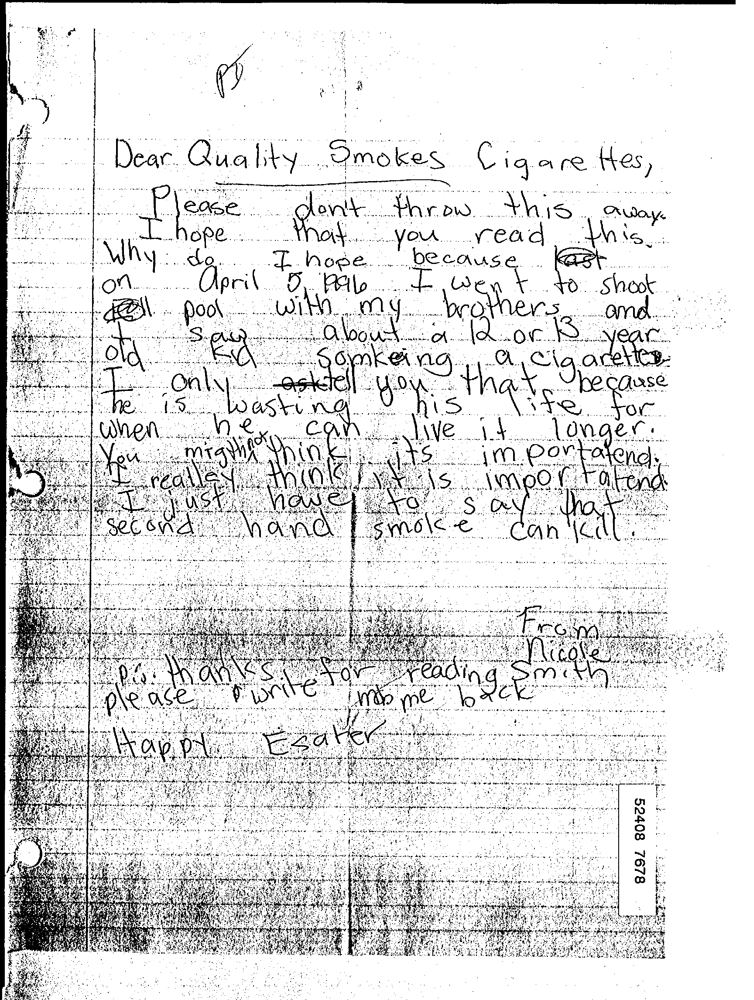 PI
Dear Quality Smokes Cigarettes,
Please don't throw this away.
I hope that you read this.
Why do I hope because last
on April 5, 1996 I went to shoot
pool with my brothers and
I saw about a 12 or 13 year
old kid somkeing a cigarettes
I only ask tell you that because
he is wasting his life for
when he can live it longer.
You migth not think its importatend.
I realley think it is importatend.
I just have to say that
second hand smoke can kill.
From
Nicole
Smith
p.s. thanks for reading
please write me back
Happy Esater
52408 7678